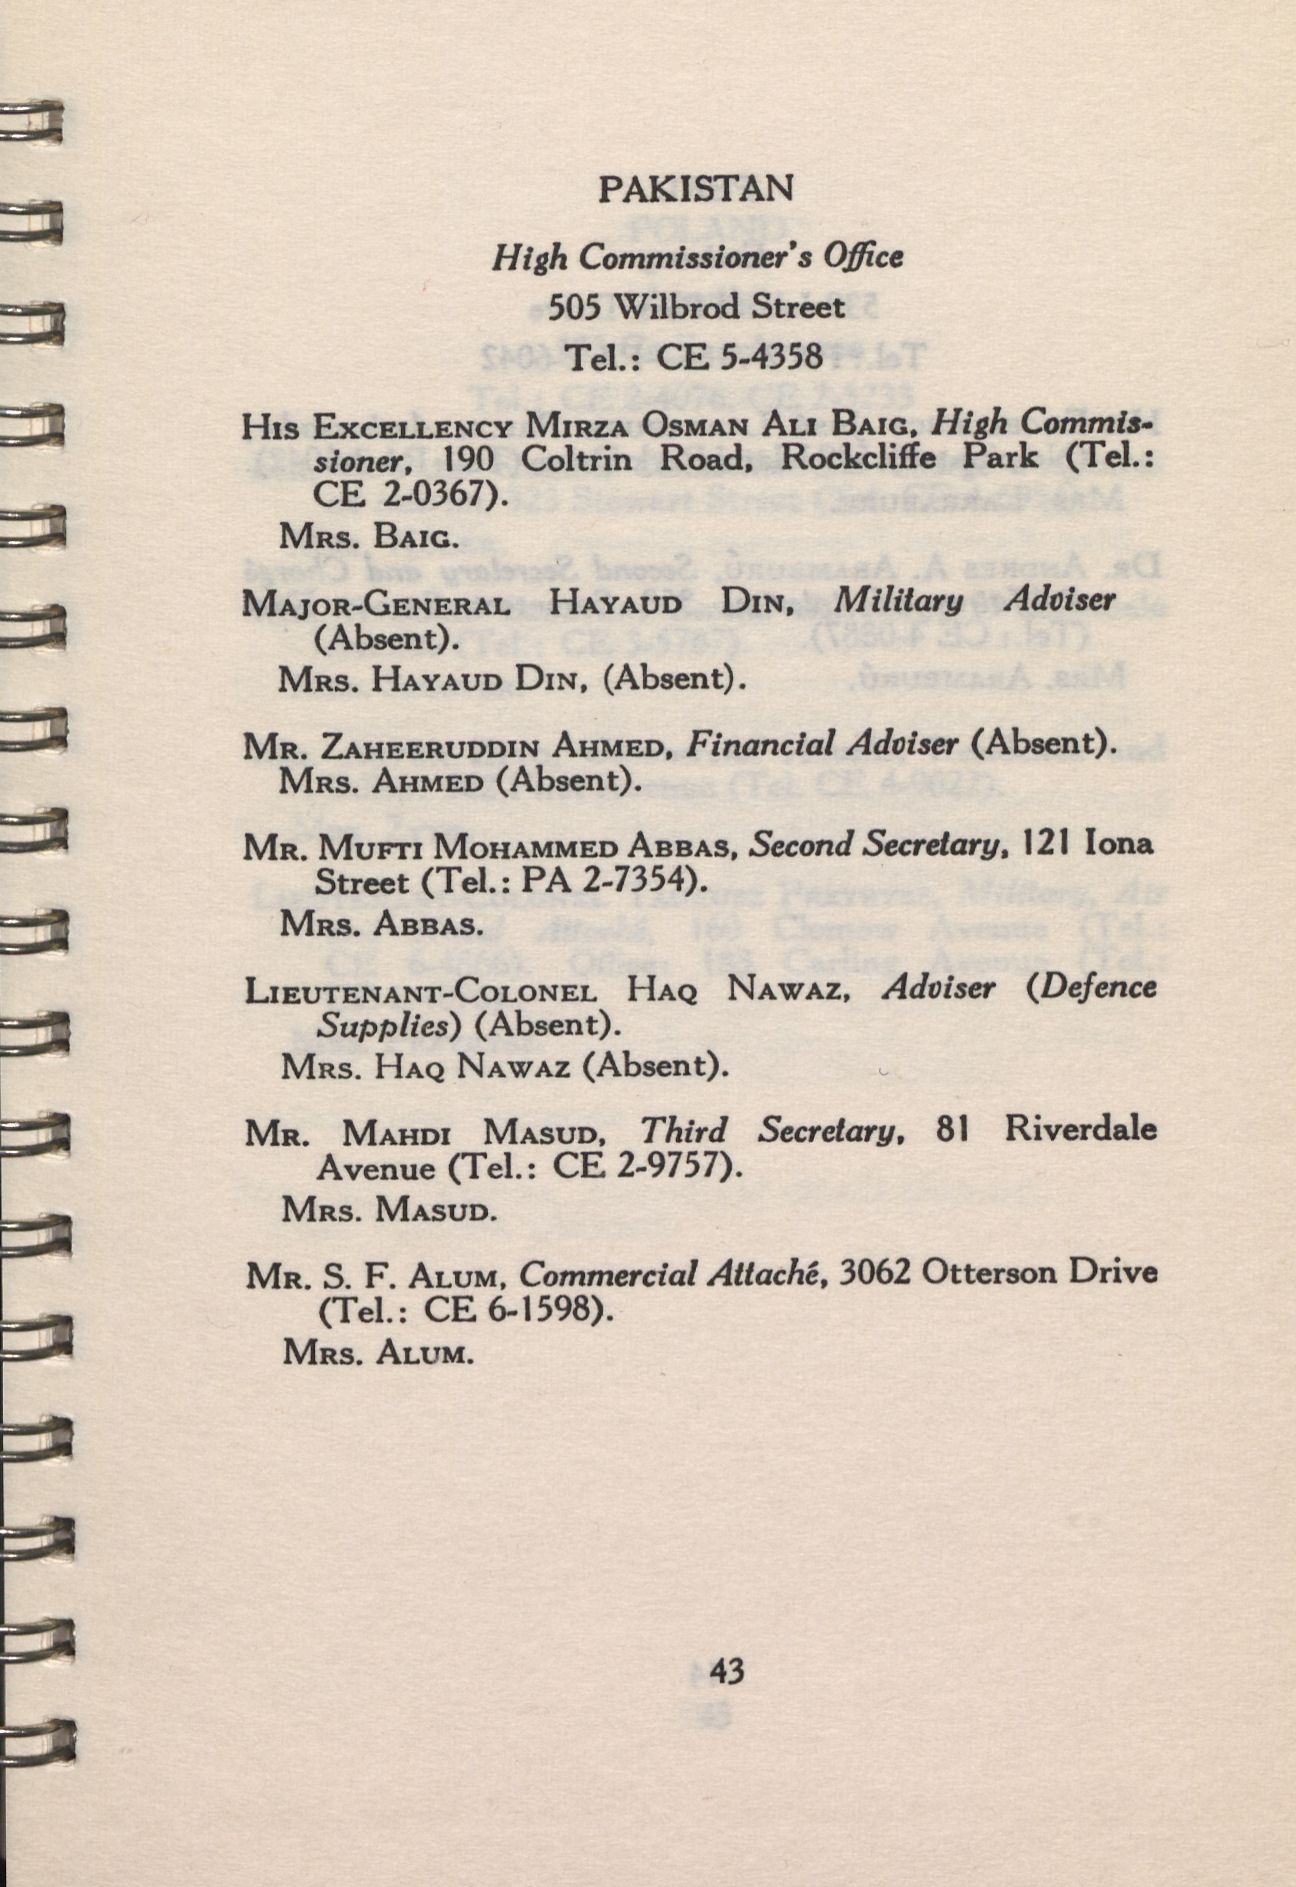 PAKISTAN
High Commissioner's Office
505 Wilbrod Street
Tel.: CE 5-4358
His Excellency Mirza Osman Ali Baig, High Commis-
sioner, 190 Coltrin Road, Rockcliffe Park (Tel.:
CE 2-0367).
Mrs. Baig.
Major-General Hayaud Din, Military Adviser
(Absent).
Mrs. Hayaud Din, (Absent).
Mr. Zaheeruddin Ahmed, Financial Adviser (Absent).
Mrs. Ahmed (Absent).
Mr. Mufti Mohammed Abbas, Second Secretary, 121 Iona
Street (Tel.: PA 2-7354).
Mrs. Abbas.
Lieutenant-Colonel Haq Nawaz, Adviser (Defence
Supplies) (Absent).
Mrs. Haq Nawaz (Absent).
Mr. Mahdi Masud, Third Secretary, 81 Riverdale
Avenue (Tel.: CE 2-9757).
Mrs. Masud.
Mr. S. F. Alum, Commercial Attaché, 3062 Otterson Drive
(Tel.: CE 6-1598).
Mrs. Alum.
43